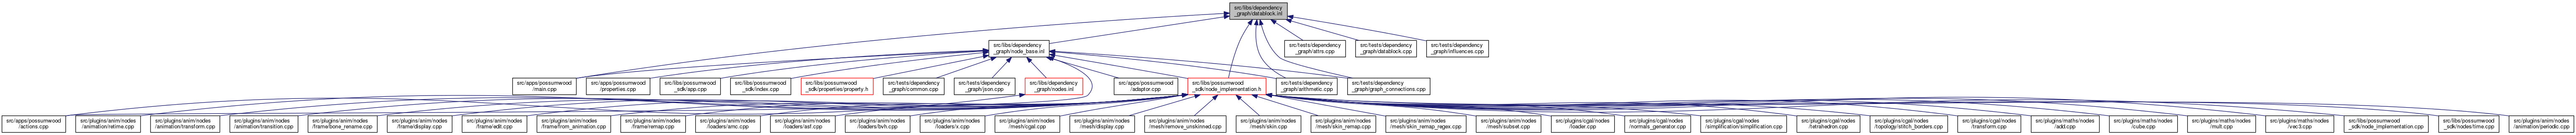 src/libs/dependency
_graph/datablock.inl
src/libs/dependency
_graph/node_base.inl
src/tests/dependency
_graph/attrs.cpp
src/tests/dependency
_graph/datablock.cpp
src/tests/dependency
_graph/influences.cpp
src/apps/possumwood
/main.cpp
src/apps/possumwood
/properties.cpp
src/libs/possumwood
_sdk/app.cpp
src/libs/possumwood
_sdk/index.cpp
src/libs/possumwood
_sdk/properties/property.h
src/tests/dependency
_graph/common.cpp
src/tests/dependency
_graph/json.cpp
src/libs/dependency
_graph/nodes.inl
src/apps/possumwood
/adaptor.cpp
src/libs/possumwood
_sdk/node_implementation.h
src/tests/dependency
_graph/arithmetic.cpp
src/tests/dependency
_graph/graph_connections.cpp
src/apps/possumwood
/actions.cpp
src/plugins/anim/nodes
/animation/retime.cpp
src/plugins/anim/nodes
/animation/transform.cpp
src/plugins/anim/nodes
/animation/transition.cpp
src/plugins/anim/nodes
/frame/bone_rename.cpp
src/plugins/anim/nodes
/frame/display.cpp
src/plugins/anim/nodes
/frame/edit.cpp
src/plugins/anim/nodes
/frame/from_animation.cpp
src/plugins/anim/nodes
/frame/remap.cpp
src/plugins/anim/nodes
/loaders/amc.cpp
src/plugins/anim/nodes
/loaders/asf.cpp
src/plugins/anim/nodes
/loaders/bvh.cpp
src/plugins/anim/nodes
/loaders/x.cpp
src/plugins/anim/nodes
/mesh/cgal.cpp
src/plugins/anim/nodes
/mesh/display.cpp
src/plugins/anim/nodes
/mesh/remove_unskinned.cpp
src/plugins/anim/nodes
/mesh/skin.cpp
src/plugins/anim/nodes
/mesh/skin_remap.cpp
src/plugins/anim/nodes
/mesh/skin_remap_regex.cpp
src/plugins/anim/nodes
/mesh/subset.cpp
src/plugins/cgal/nodes
/loader.cpp
src/plugins/cgal/nodes
/normals_generator.cpp
src/plugins/cgal/nodes
/simplification/simplification.cpp
src/plugins/cgal/nodes
/tetrahedron.cpp
src/plugins/cgal/nodes
/topology/stitch_borders.cpp
src/plugins/cgal/nodes
/transform.cpp
src/plugins/maths/nodes
/add.cpp
src/plugins/maths/nodes
/cube.cpp
src/plugins/maths/nodes
/mult.cpp
src/plugins/maths/nodes
/vec3.cpp
src/libs/possumwood
_sdk/node_implementation.cpp
src/libs/possumwood
_sdk/nodes/time.cpp
src/plugins/anim/nodes
/animation/periodic.cpp